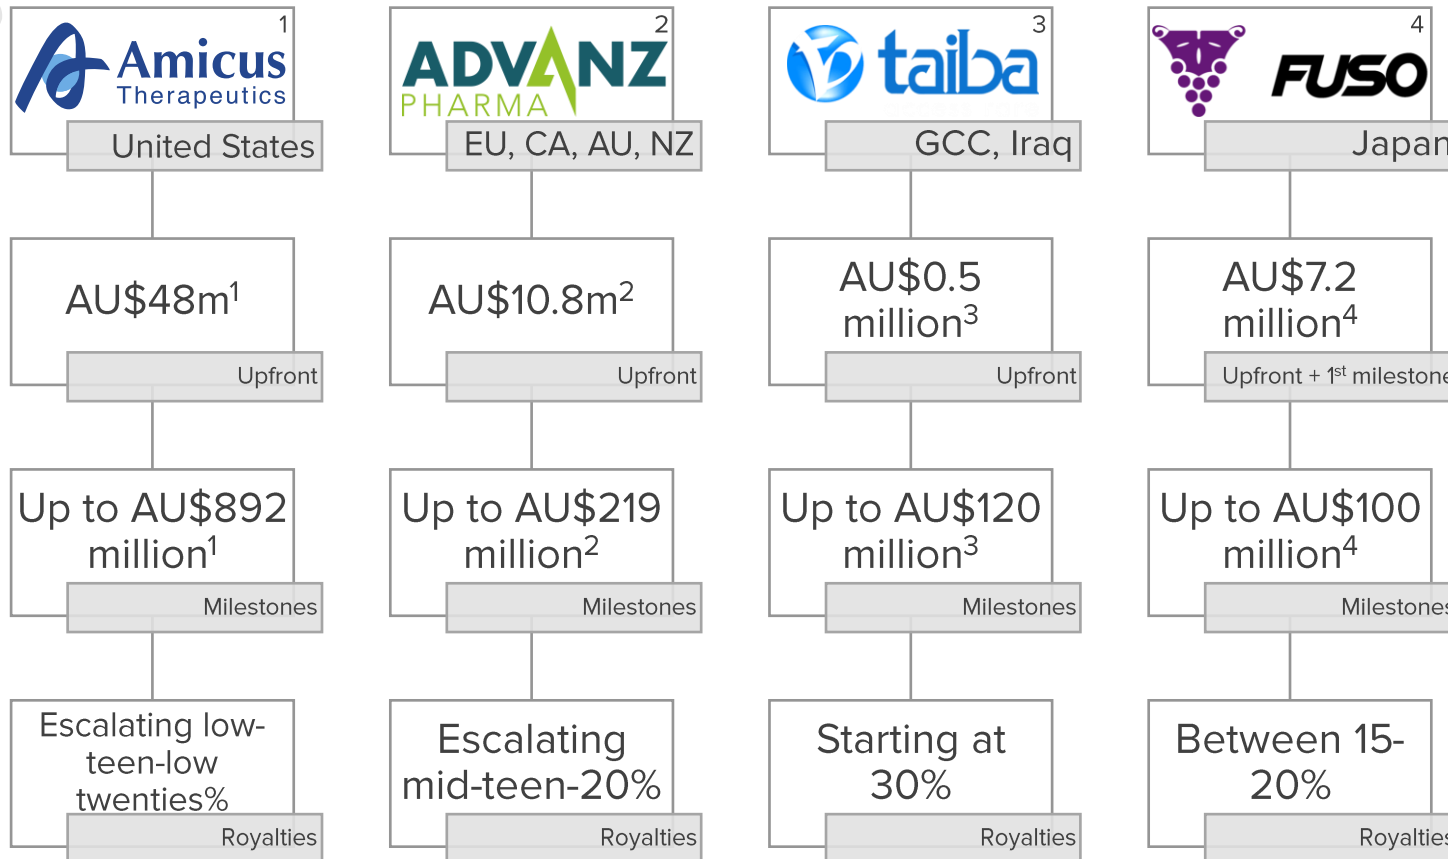 1
Amicus
Therapeutics
United States
AU$48m¹
Upfront
Up to AU$892
million¹
Milestones
Escalating low-
teen-low
twenties%
Royalties
2
ADVANZ
PHARMA
EU, CA, AU, NZ
AU$10.8m²
Upfront
Up to AU$219
million²
Milestones
Escalating
mid-teen-20%
Royalties
3
taiba
GCC, Iraq
AU$0.5
million³
Upfront
Up to AU$120
million³
Milestones
Starting at
30%
Royalties
4
FUSO
Japan
AU$7.2
million⁴
Upfront + 1st milestone
Up to AU$100
million⁴
Milestones
Between 15-
20%
Royalties